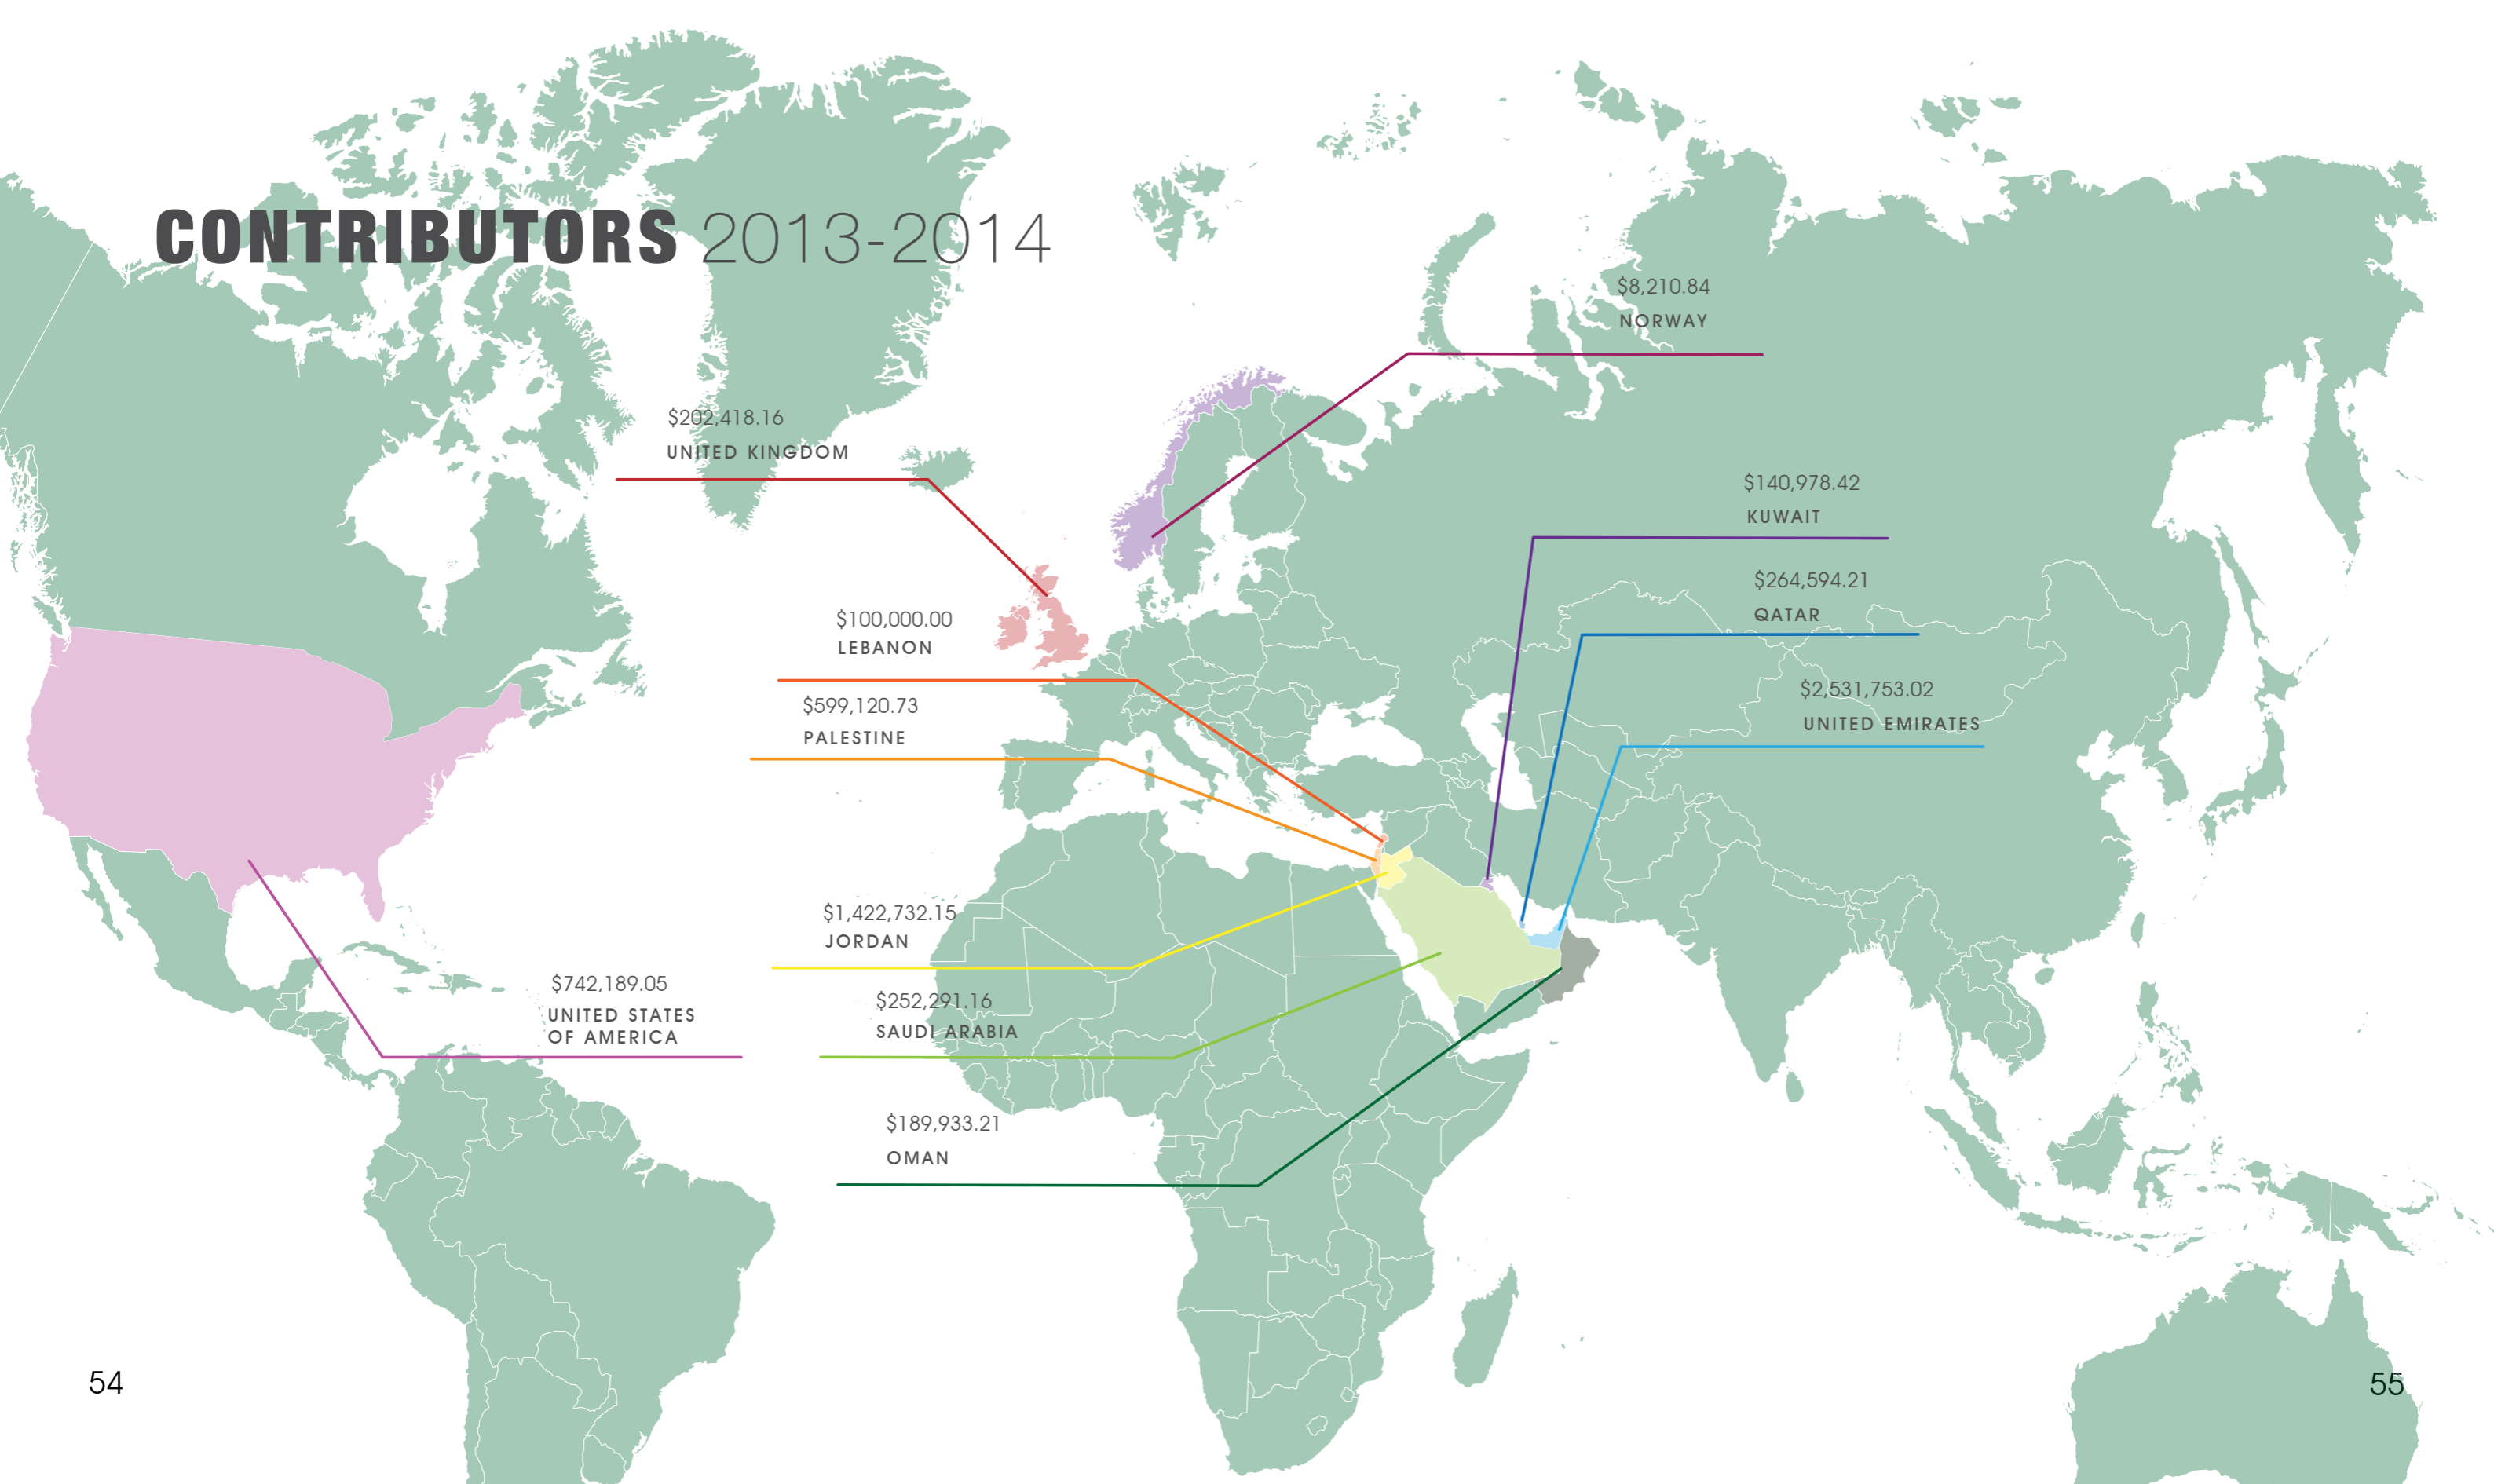 CONTRIBUTORS 2013-2014
$8,210.84
NORWAY
$202,418.16
UNITED KINGDOM
$140,978.42
KUWAIT
$264,594.21
QATAR
$100,000.00
LEBANON
$2,531,753.02
UNITED EMIRATES
$599,120.73
PALESTINE
$1,422,732.15
JORDAN
$742,189.05
UNITED STATES
OF AMERICA
$252,291.16
SAUDI ARABIA
$189,933.21
OMAN
54
55